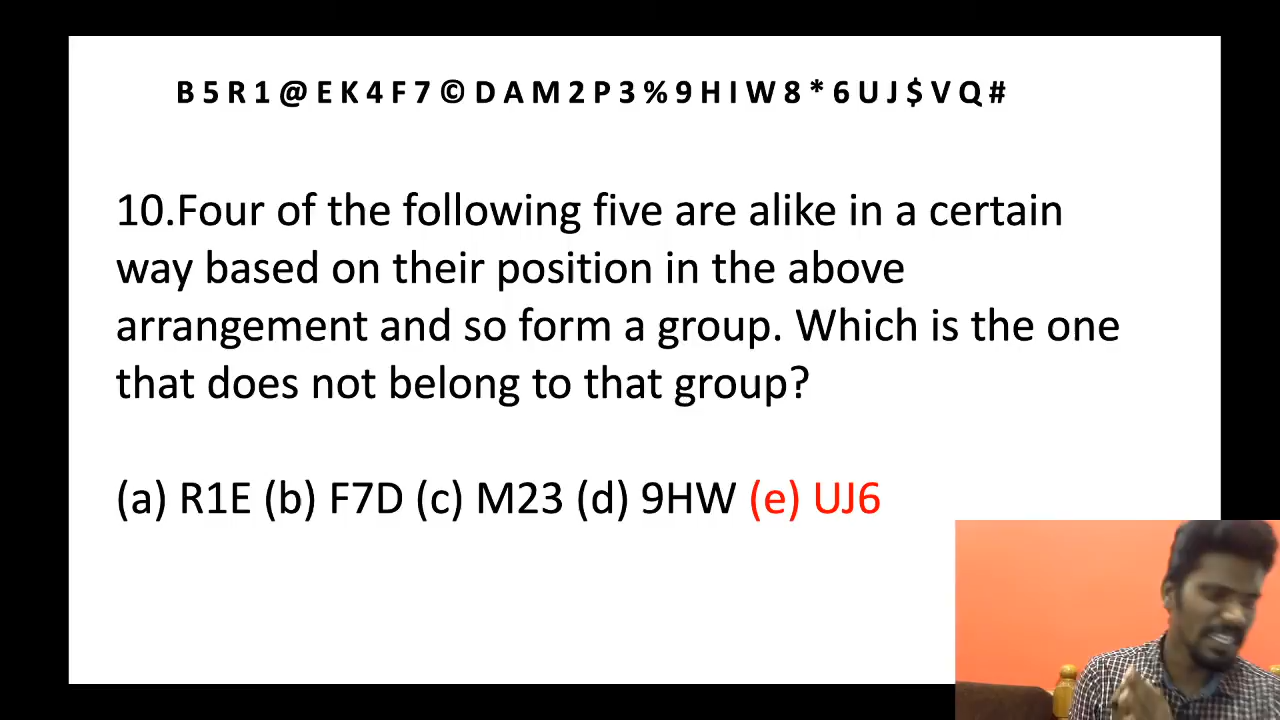 B 5 R 1 @ E K 4 F 7 © D A M 2 P 3 % 9 H I W 8 * 6 U J $ V Q #
10.Four of the following five are alike in a certain
way based on their position in the above
arrangement and so form a group. Which is the one
that does not belong to that group?
(a) R1E (b) F7D (c) M23 (d) 9HW (e) UJ6